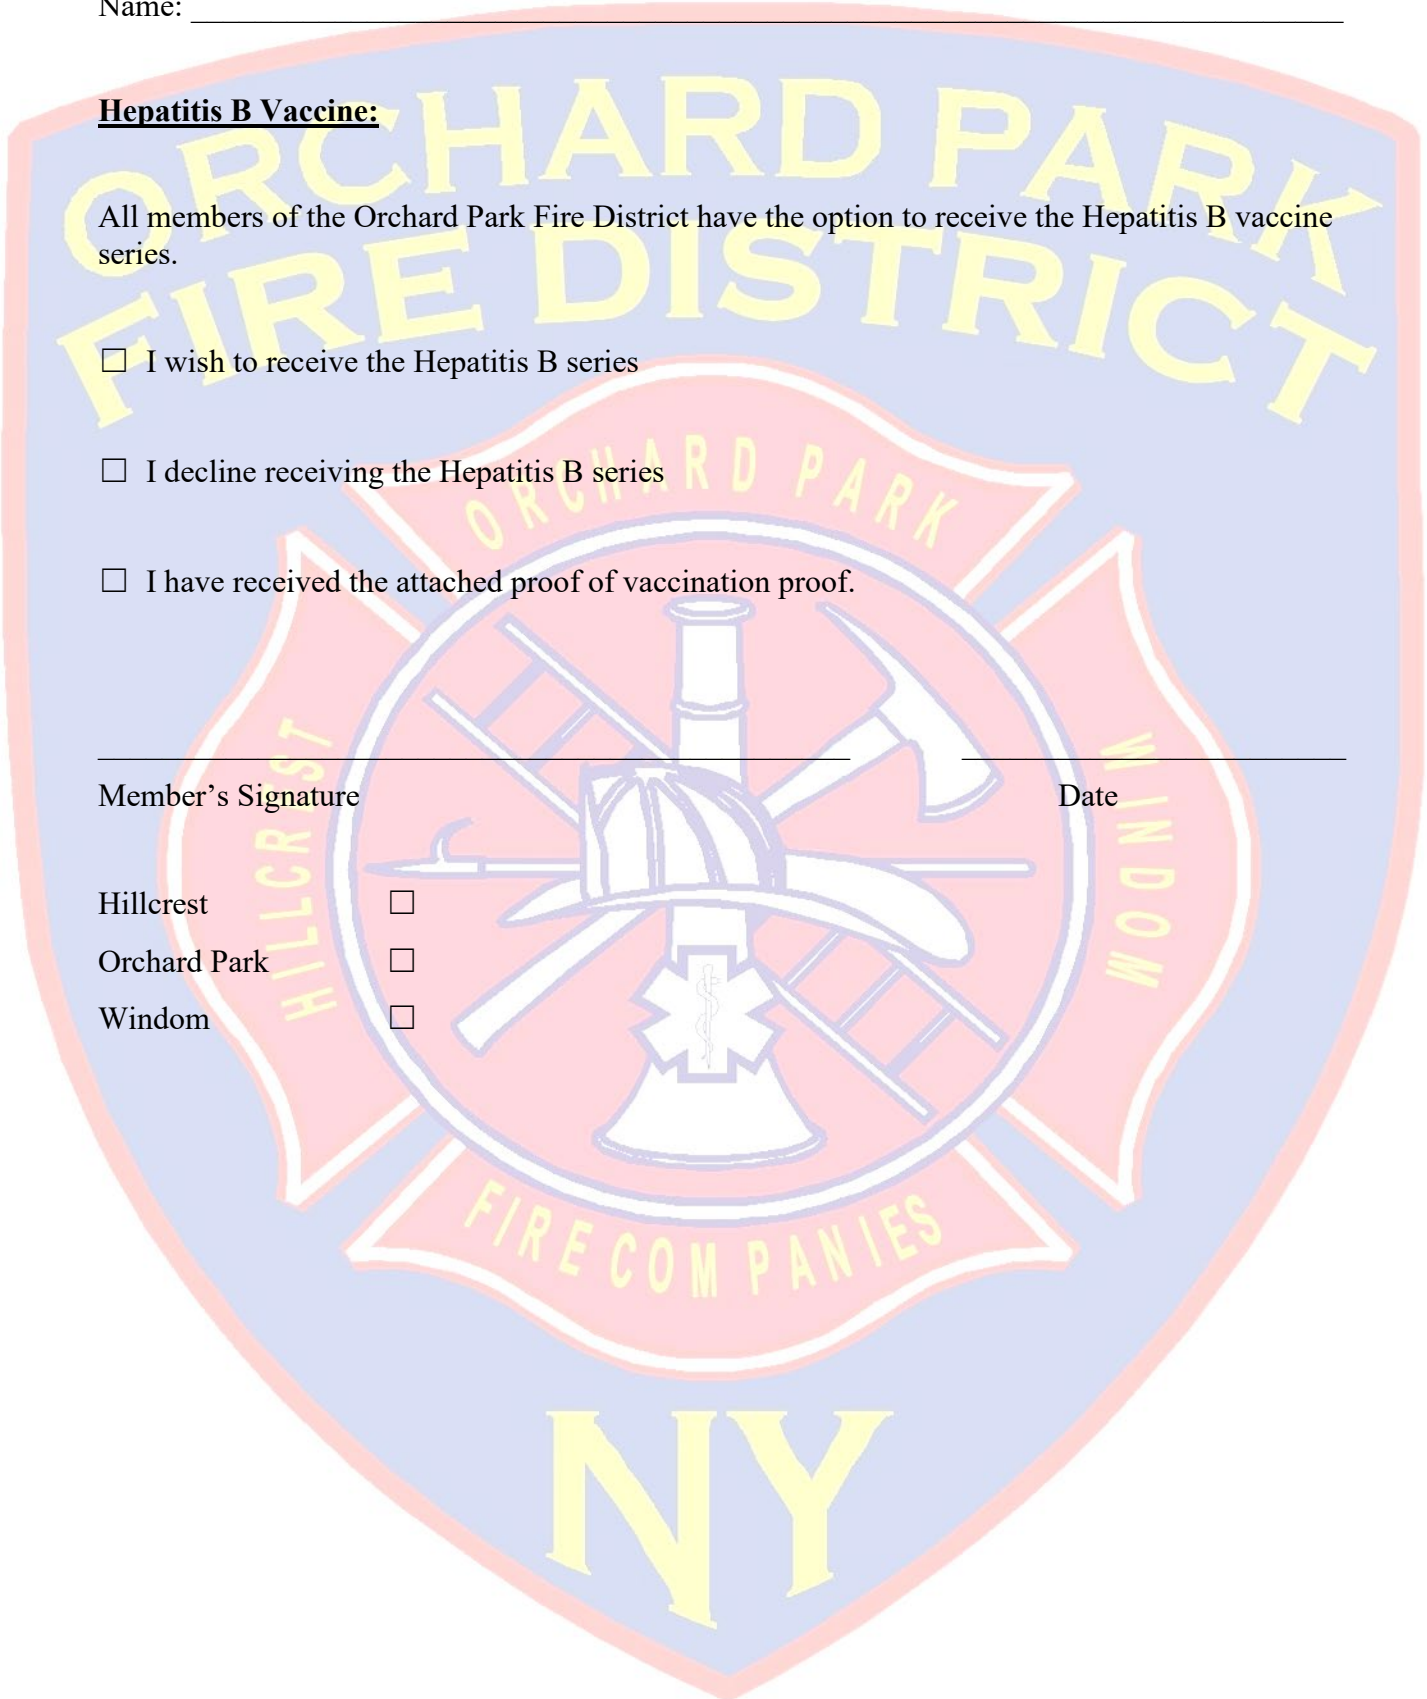 Name: ________________________________________________________________________
Hepatitis B Vaccine:
ORCHARD PARK
All members of the Orchard Park Fire District have the option to receive the Hepatitis B vaccine
series.
FIRE DISTRICT
☐ I wish to receive the Hepatitis B series
☐ I decline receiving the Hepatitis B series
ORCHARD PARK
☐ I have received the attached proof of vaccination proof.
_______________________________________________ ________________________
Member’s Signature Date
HILLCREST
WINDOM
Hillcrest ☐
Orchard Park ☐
Windom ☐
FIRE COMPANIES
NY